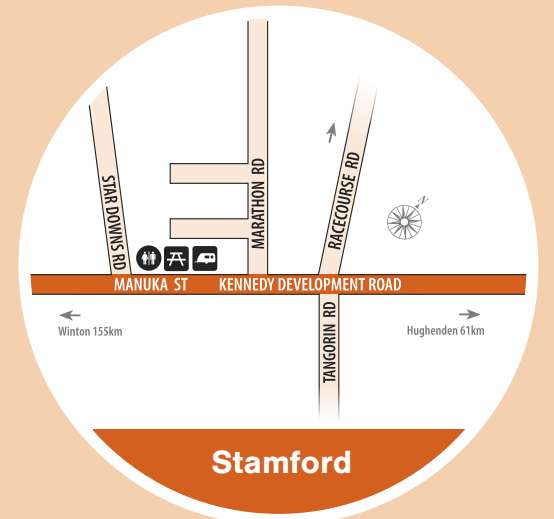 N
STAR DOWNS RD
MARATHON RD
RACECOURSE RD
MANUKA ST
KENNEDY DEVELOPMENT ROAD
TANGORIN RD
Winton 155km
Hughenden 61km
Stamford